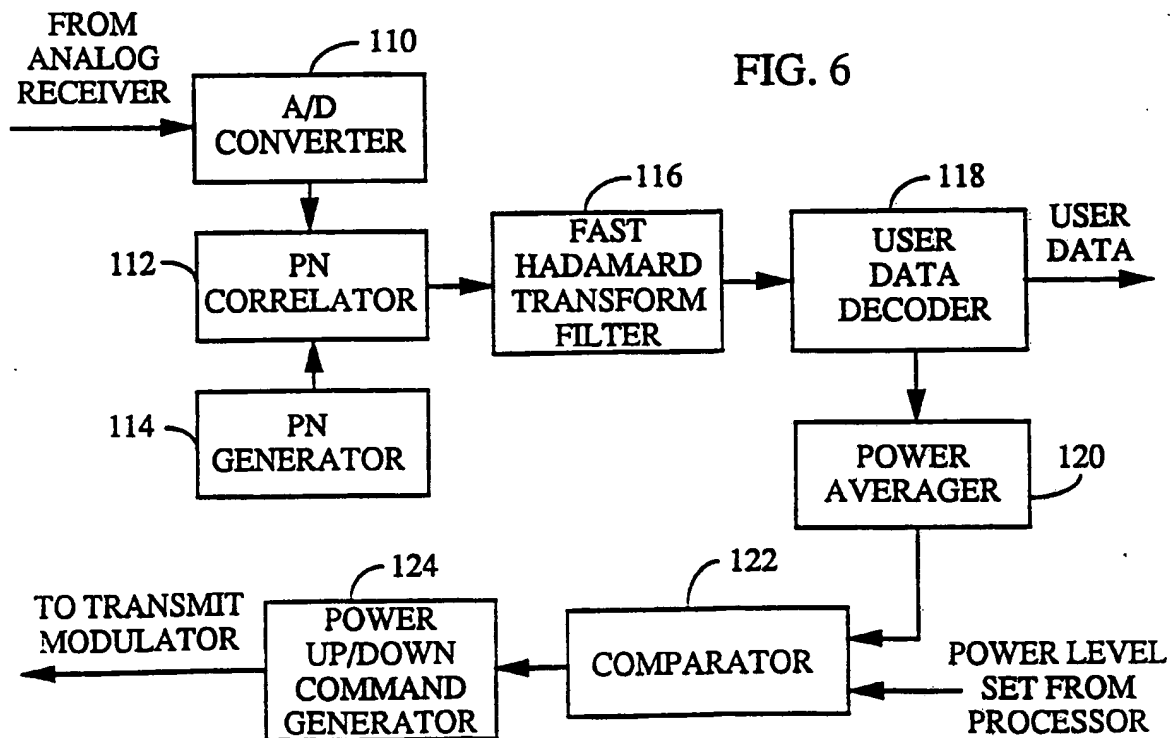 FROM
ANALOG
RECEIVER
110
A/D
CONVERTER
FIG. 6
112
PN
CORRELATOR
116
FAST
HADAMARD
TRANSFORM
FILTER
118
USER
DATA
DECODER
USER
DATA
114
PN
GENERATOR
POWER
AVERAGER
120
TO TRANSMIT
MODULATOR
124
POWER
UP/DOWN
COMMAND
GENERATOR
122
COMPARATOR
POWER LEVEL
SET FROM
PROCESSOR